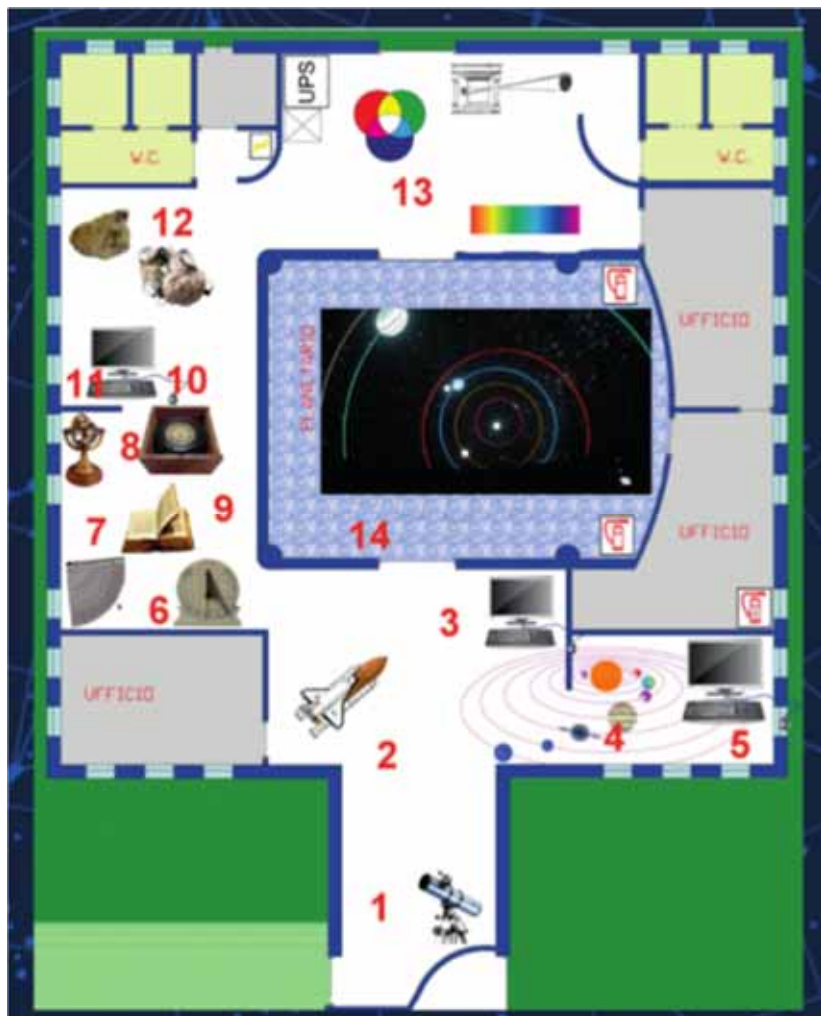 UPS
W.C.
W.C.
13
12
UFFICIO
PLANETARIO
11
10
8
9
UFFICIO
7
14
6
3
UFFICIO
2
4
5
1